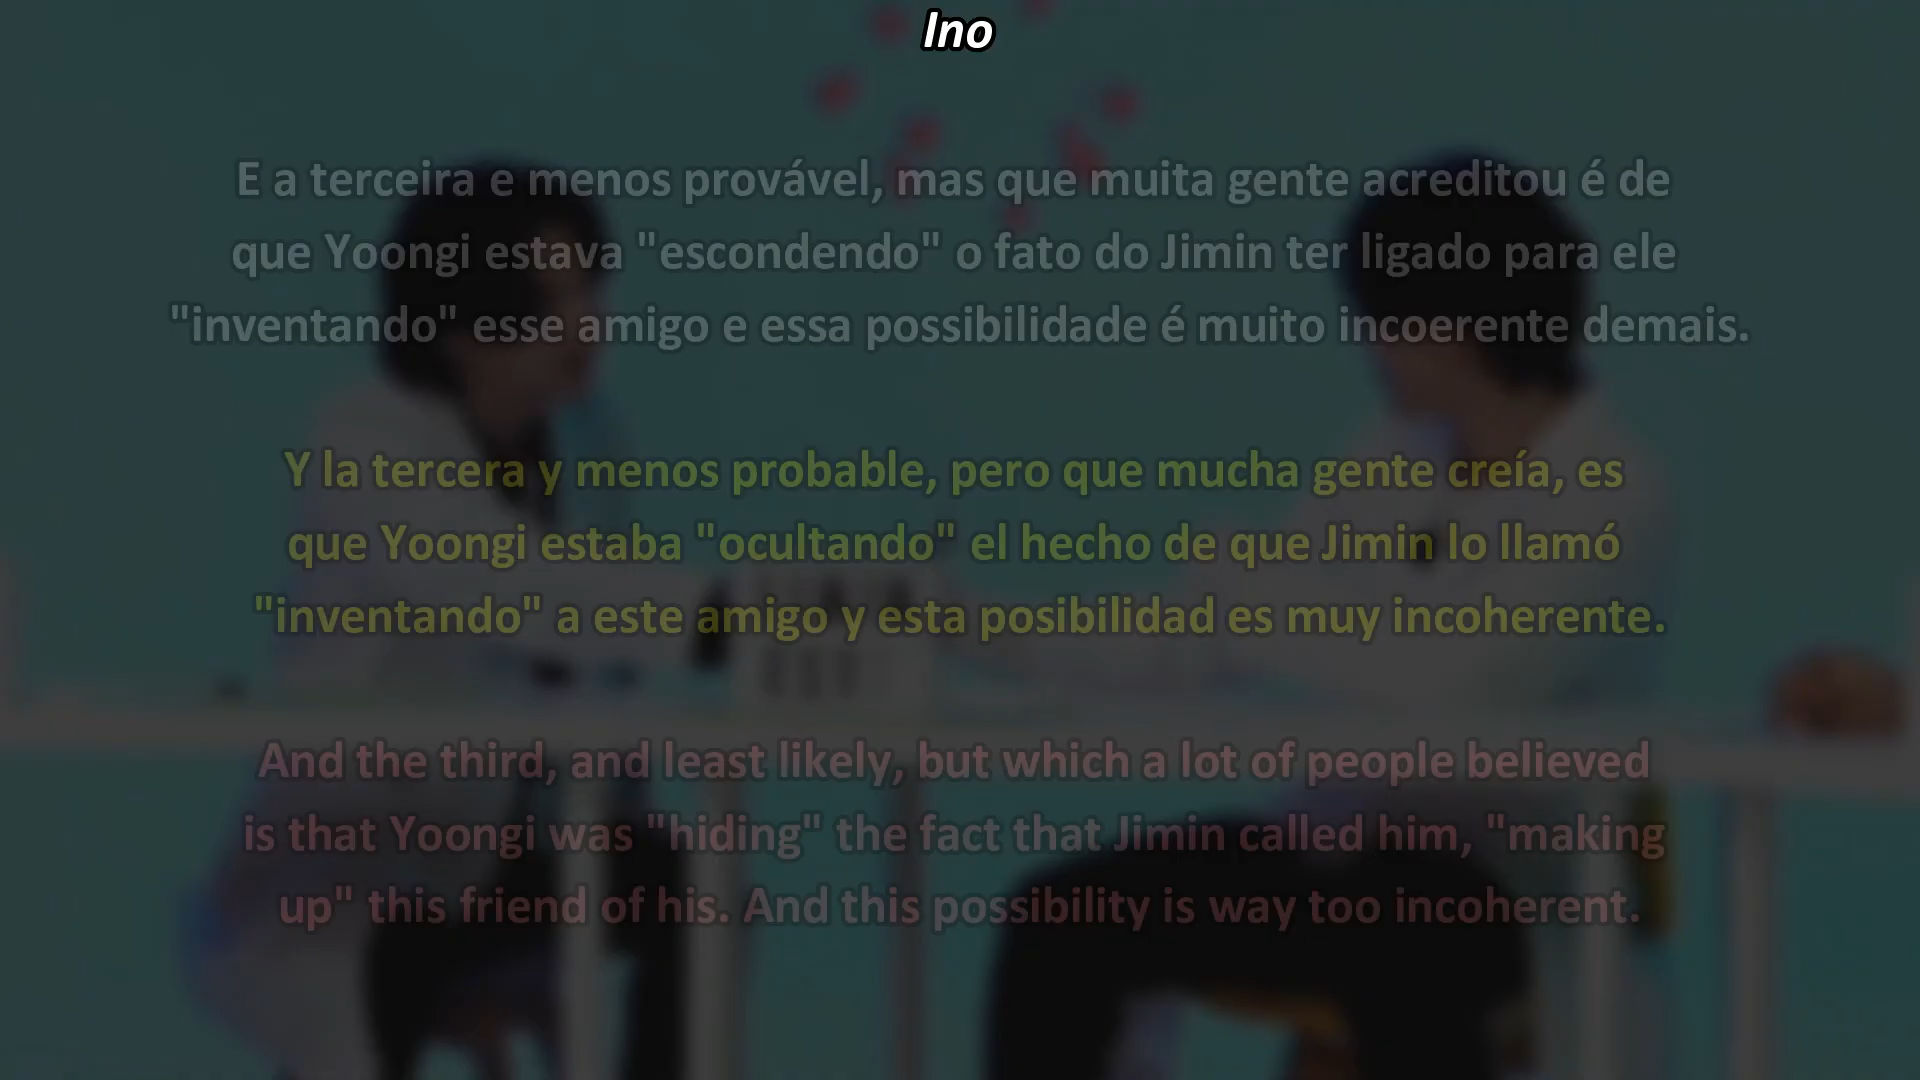 Ino
E a terceira e menos provável, mas que muita gente acreditou é de
que Yoongi estava "escondendo" o fato do Jimin ter ligado para ele
"inventando" esse amigo e essa possibilidade é muito incoerente demais.
Y la tercera y menos probable, pero que mucha gente creía, es
que Yoongi estaba "ocultando" el hecho de que Jimin lo llamó
"inventando" a este amigo y esta posibilidad es muy incoherente.
And the third, and least likely, but which a lot of people believed
is that Yoongi was "hiding" the fact that Jimin called him, "making
up" this friend of his. And this possibility is way too incoherent.